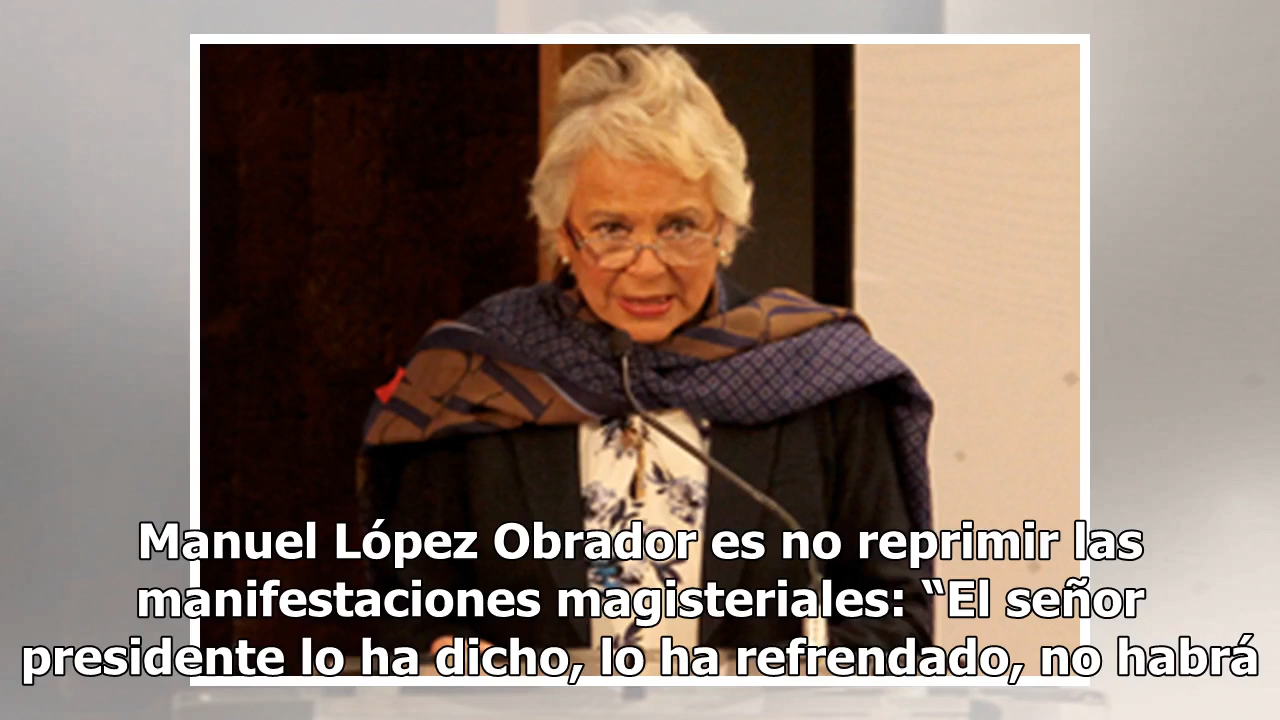 Manuel López Obrador es no reprimir las
manifestaciones magisteriales: “El señor
presidente lo ha dicho, lo ha refrendado, no habrá